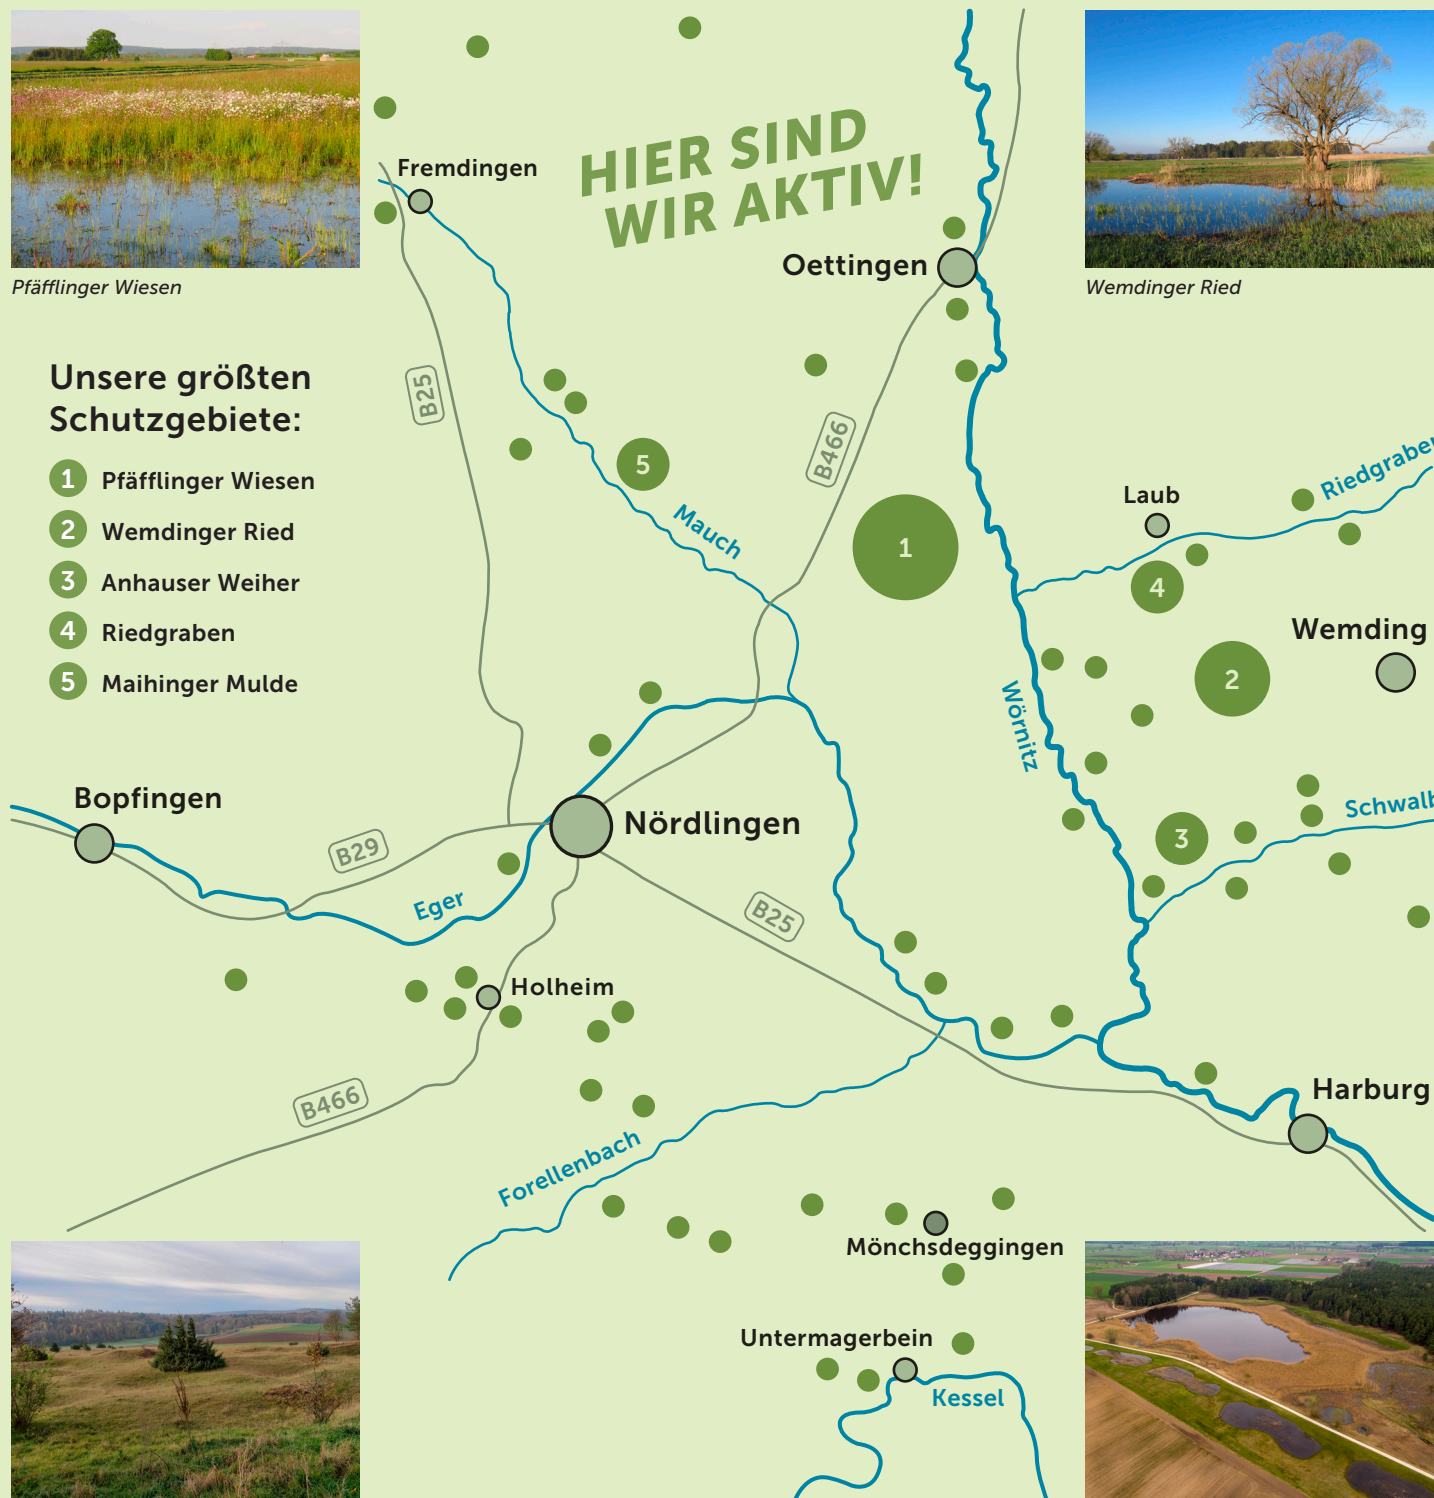 HIER SIND
WIR AKTIV!
Pfäfflinger Wiesen
Wemdinger Ried
Fremdingen
Oettingen
Unsere größten
Schutzgebiete:
1 Pfäfflinger Wiesen
2 Wemdinger Ried
3 Anhauser Weiher
4 Riedgraben
5 Maihinger Mulde
B25
B466
5
Mauch
1
Laub
Riedgraben
4
Wemding
2
Wörnitz
Bopfingen
Nördlingen
Schwalb
3
B29
Eger
B25
Holheim
B466
Harburg
Forellenbach
Mönchsdeggingen
Untermagerbein
Kessel